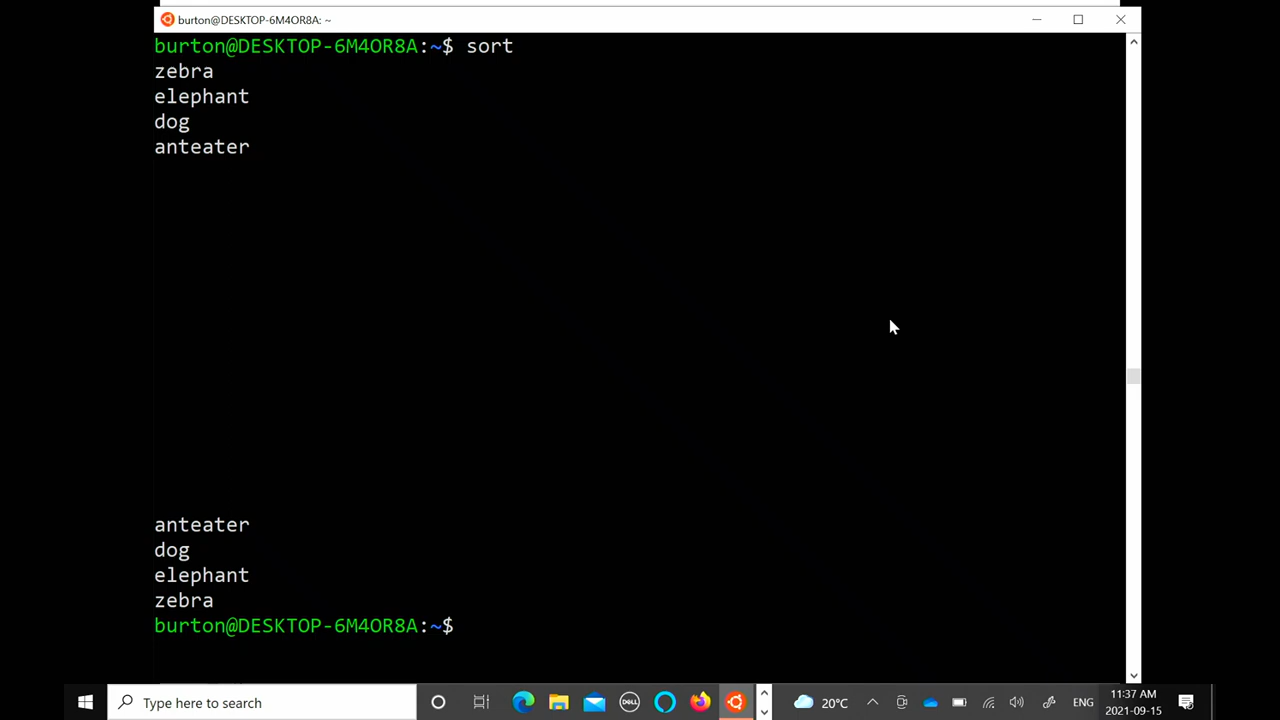 burton@DESKTOP-6M4OR8A: ~
burton@DESKTOP-6M4OR8A:~$ sort
zebra
elephant
dog
anteater
anteater
dog
elephant
zebra
burton@DESKTOP-6M4OR8A:~$
Type here to search
DELL
20°C
ENG
11:37 AM
2021-09-15